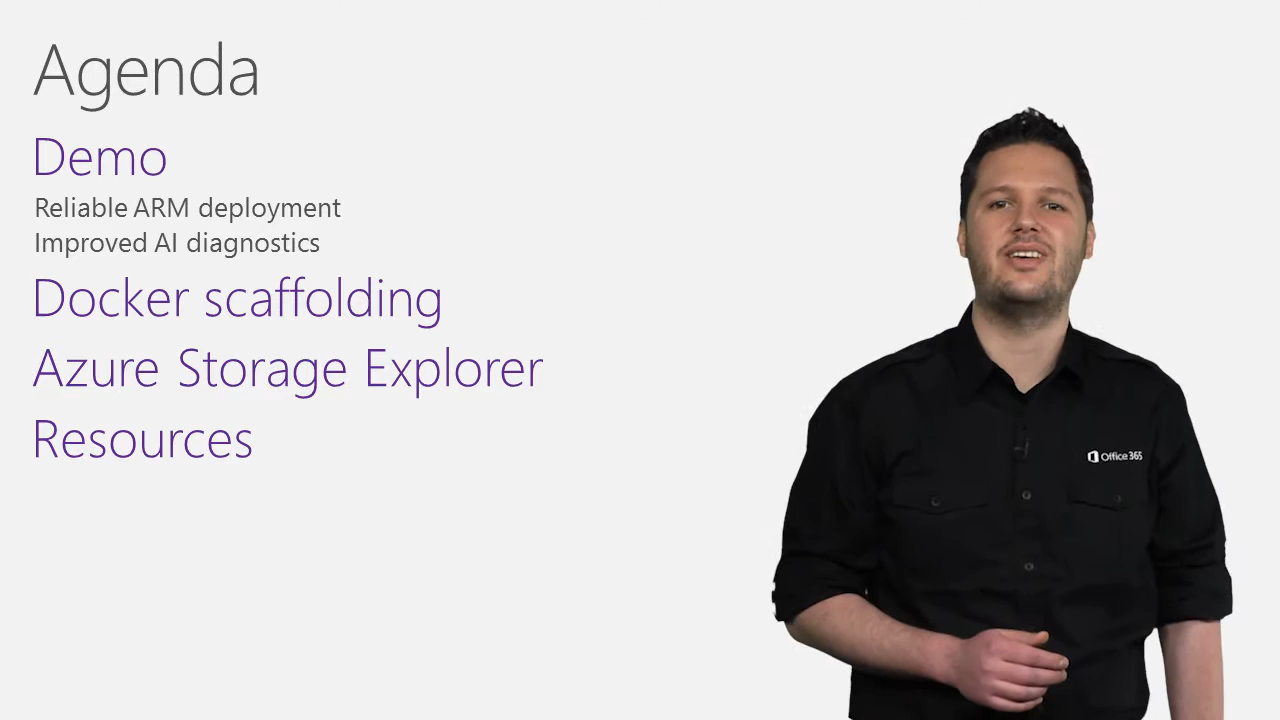 Agenda
Demo
Reliable ARM deployment
Improved AI diagnostics
Docker scaffolding
Azure Storage Explorer
Resources
Office 365